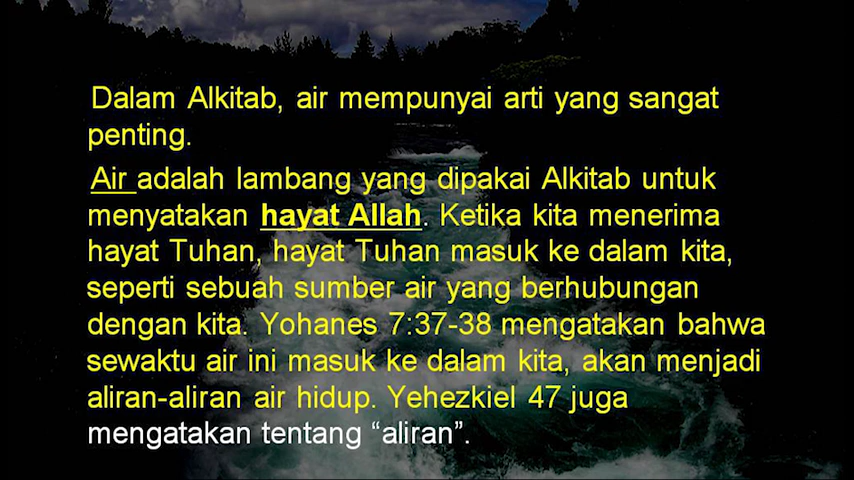 Dalam Alkitab, air mempunyai arti yang sangat
penting.
Air adalah lambang yang dipakai Alkitab untuk
menyatakan hayat Allah. Ketika kita menerima
hayat Tuhan, hayat Tuhan masuk ke dalam kita,
seperti sebuah sumber air yang berhubungan
dengan kita. Yohanes 7:37-38 mengatakan bahwa
sewaktu air ini masuk ke dalam kita, akan menjadi
aliran-aliran air hidup. Yehezkiel 47 juga
mengatakan tentang “aliran”.